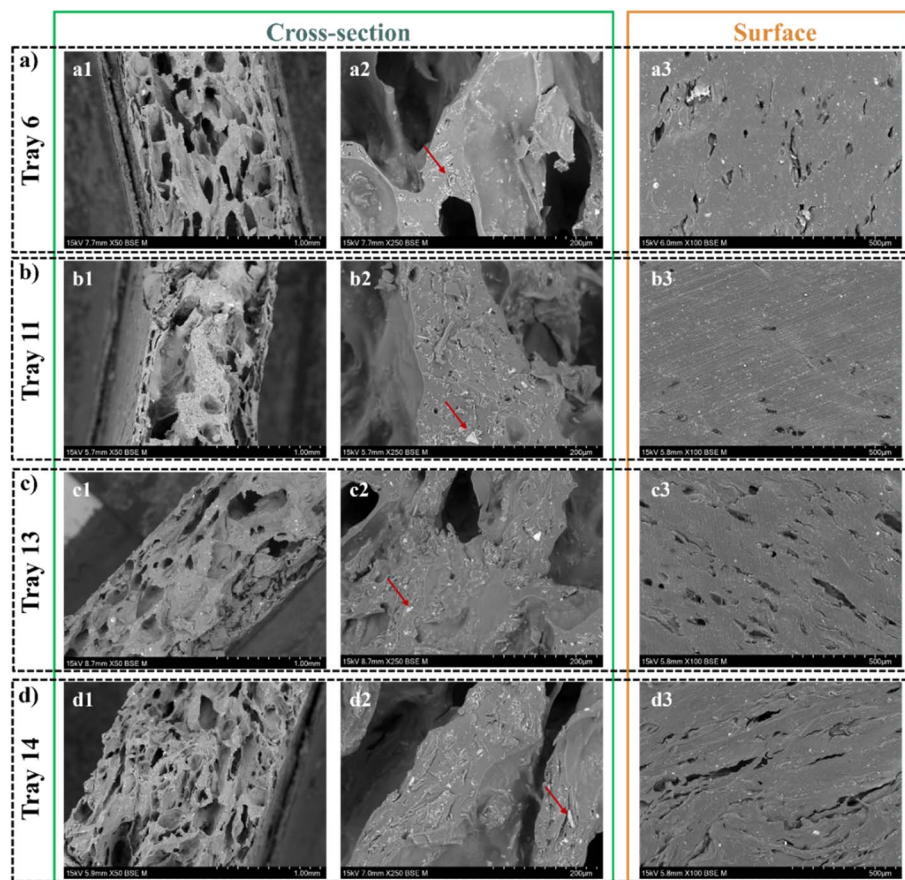 Cross-section
Surface
a)
Tray 6
a1
15kV 7.7mm X50 BSE M
1.00mm
a2
15kV 7.7mm X250 BSE M
200µm
a3
15kV 6.0mm X100 BSE M
500µm
b)
Tray 11
b1
15kV 5.7mm X50 BSE M
1.00mm
b2
15kV 5.7mm X250 BSE M
200µm
b3
15kV 5.8mm X100 BSE M
500µm
c)
Tray 13
c1
15kV 8.7mm X50 BSE M
1.00mm
c2
15kV 8.7mm X250 BSE M
200µm
c3
15kV 5.8mm X100 BSE M
500µm
d)
Tray 14
d1
15kV 5.9mm X50 BSE M
1.00mm
d2
15kV 7.0mm X250 BSE M
200µm
d3
15kV 5.8mm X100 BSE M
500µm